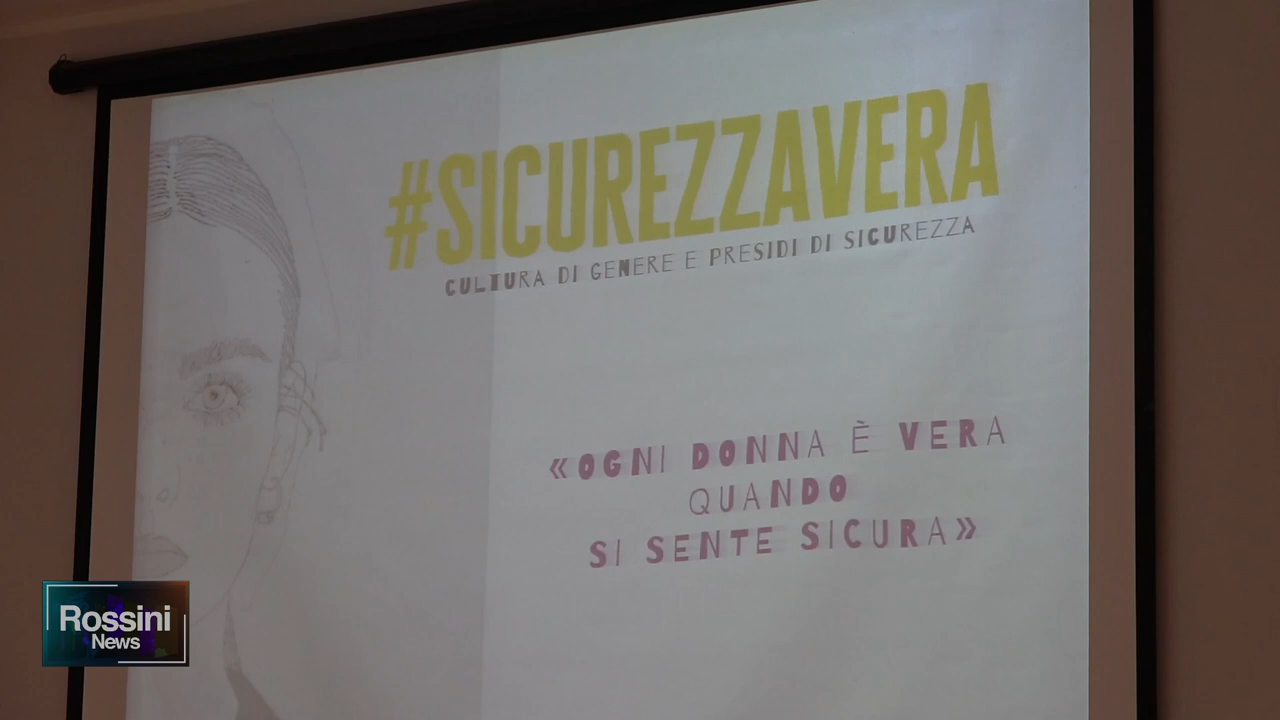 #SICUREZZAVERA
CULTURA DI GENERE E PRESIDI DI SICUREZZA
«OGNI DONNA È VERA
QUANDO
SI SENTE SICURA»
Rossini
News